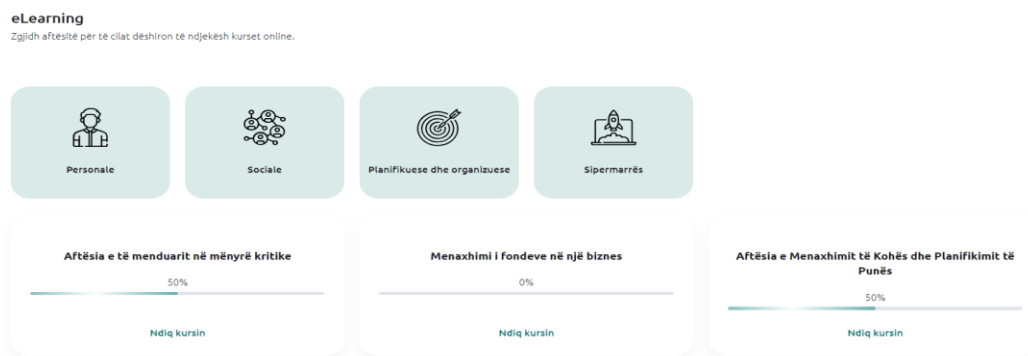 eLearning
Zgjidh aftësitë për të cilat dëshiron të ndjekësh kurset online.
Personale
Sociale
Planifikuese dhe organizuese
Sipermarrës
Aftësia e të menduarit në mënyrë kritike
50%
Ndiq kursin
Menaxhimi i fondeve në një biznes
0%
Ndiq kursin
Aftësia e Menaxhimit të Kohës dhe Planifikimit të
Punës
50%
Ndiq kursin